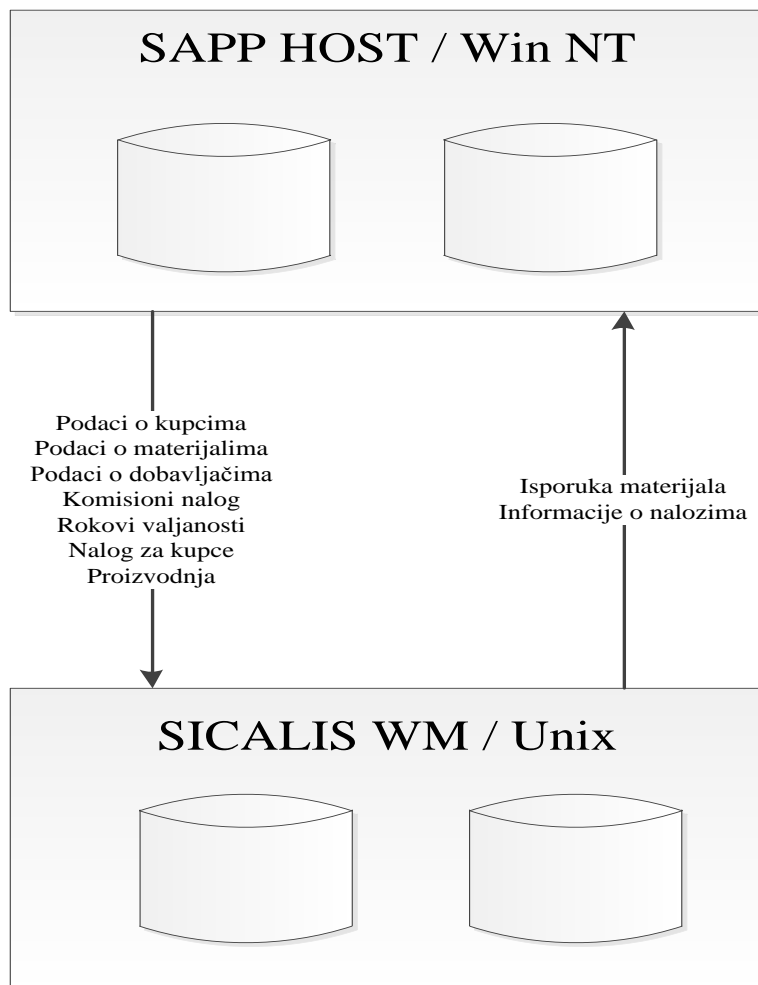 SAPP HOST / Win NT
Podaci o kupcima
Podaci o materijalima
Podaci o dobavljačima
Komisioni nalog
Rokovi valjanosti
Nalog za kupce
Proizvodnja
Isporuka materijala
Informacije o nalozima
SICALIS WM / Unix